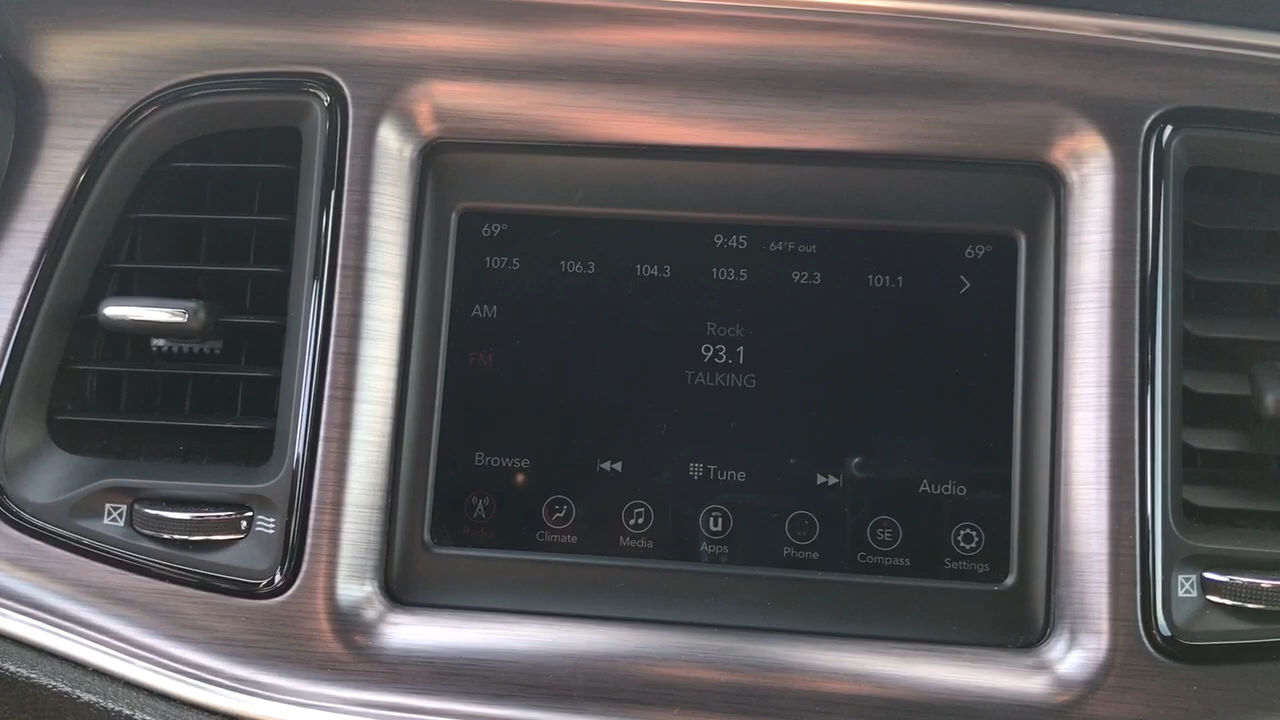 69° 9:45 64°F out 69°
107.5 106.3 104.3 103.5 92.3 101.1
AM
Rock
FM
93.1
TALKING
Browse Tune Audio
SE
Radio Climate Media Apps Phone Compass Settings